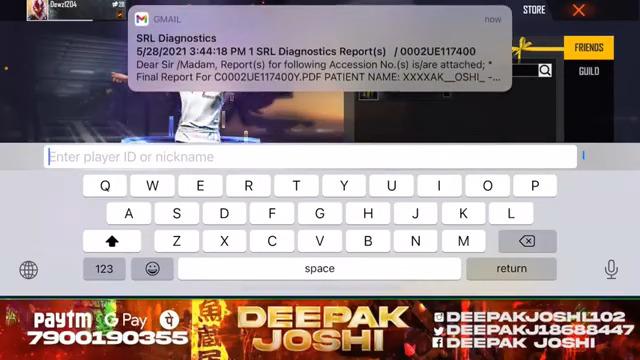 Dewz1204
28
STORE
GMAIL
now
SRL Diagnostics
5/28/2021 3:44:18 PM 1 SRL Diagnostics Report(s) / 0002UE117400
Dear Sir /Madam, Report(s) for following Accession No.(s) is/are attached; *
Final Report For C0002UE117400Y.PDF PATIENT NAME: XXXXAK__OSHI_ -...
FRIENDS
GUILD
Enter player ID or nickname
Q W E R T Y U I O P
A S D F G H J K L
Z X C V B N M
123
space
return
paytm G Pay
7900190355
DEEPAK
JOSHI
DEEPAKJOSHI102
DEEPAKJ18688447
DEEPAK JOSHI